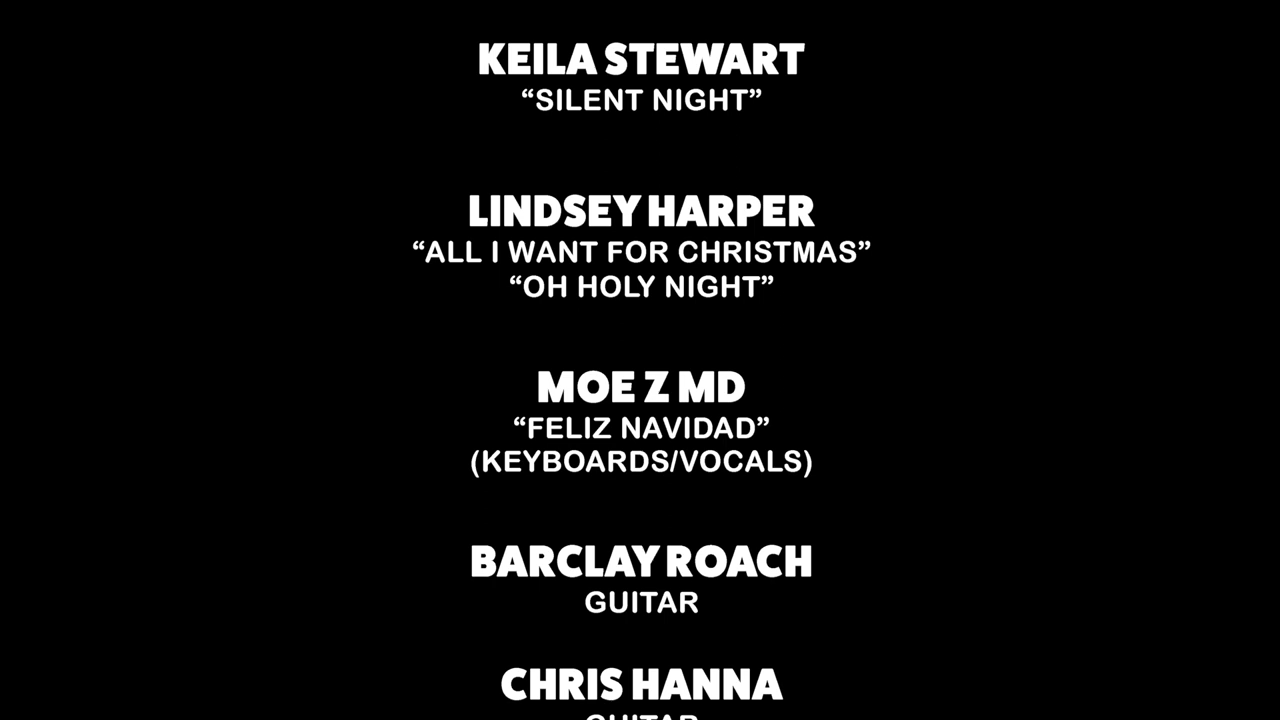 KEILA STEWART
“SILENT NIGHT”
LINDSEY HARPER
“ALL I WANT FOR CHRISTMAS”
“OH HOLY NIGHT”
MOE Z MD
“FELIZ NAVIDAD”
(KEYBOARDS/VOCALS)
BARCLAY ROACH
GUITAR
CHRIS HANNA
GUITAR